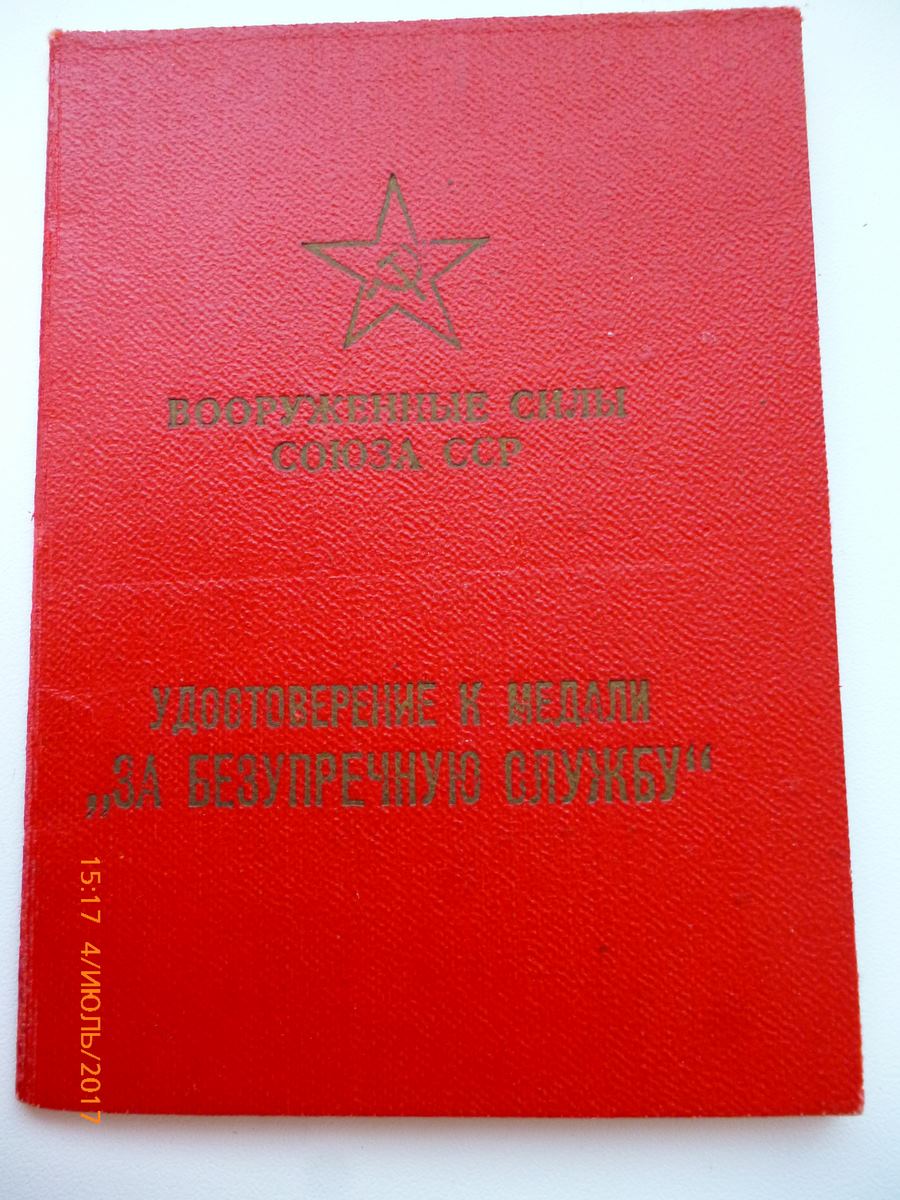 ВООРУЖЕННЫЕ СИЛЫ
СОЮЗА ССР
УДОСТОВЕРЕНИЕ К МЕДАЛИ
„ЗА БЕЗУПРЕЧНУЮ СЛУЖБУ“
15:17 4/ИЮЛЬ/2017